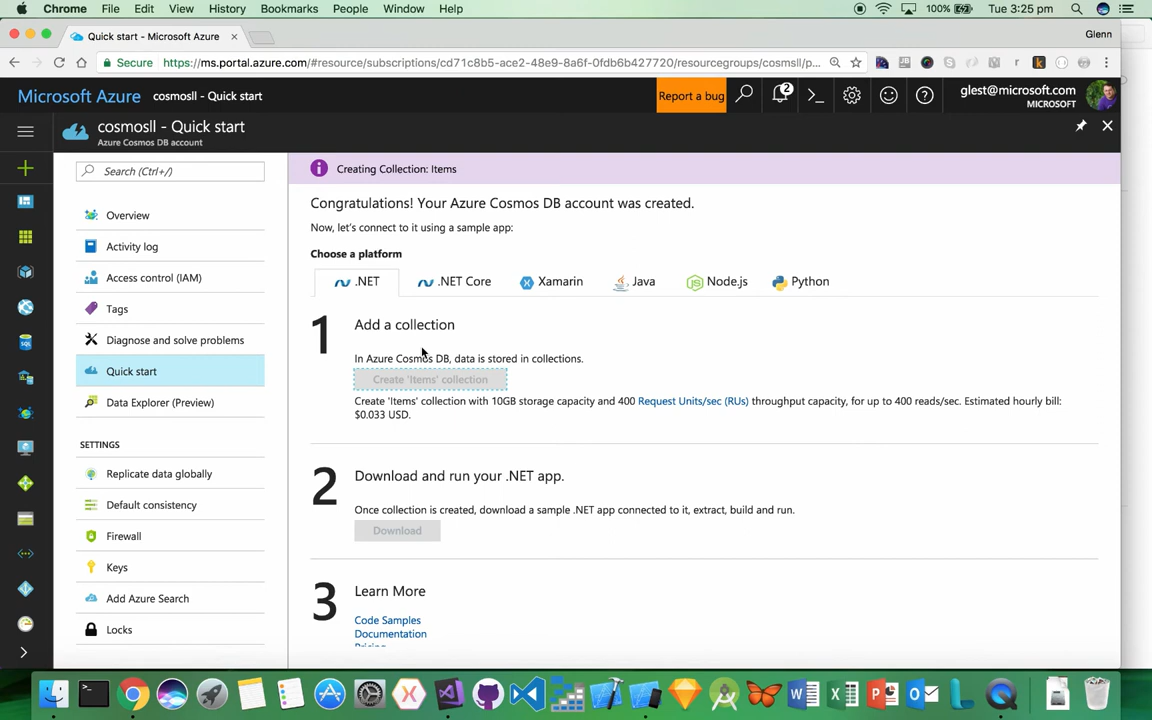 Chrome File Edit View History Bookmarks People Window Help 100% Tue 3:25 pm
Quick start - Microsoft Azure Glenn
Secure https://ms.portal.azure.com/#resource/subscriptions/cd71c8b5-ace2-48e9-8a6f-0fdb6b427720/resourcegroups/cosmsll/p...
Microsoft Azure cosmosll - Quick start Report a bug 2 glest@microsoft.com
MICROSOFT
cosmosll - Quick start
Azure Cosmos DB account
Search (Ctrl+/)
Overview
Activity log
Access control (IAM)
Tags
Diagnose and solve problems
Quick start
Data Explorer (Preview)
SETTINGS
Replicate data globally
Default consistency
Firewall
Keys
Add Azure Search
Locks
Creating Collection: Items
Congratulations! Your Azure Cosmos DB account was created.
Now, let's connect to it using a sample app:
Choose a platform
.NET .NET Core Xamarin Java Node.js Python
1 Add a collection
In Azure Cosmos DB, data is stored in collections.
Create 'Items' collection
Create 'Items' collection with 10GB storage capacity and 400 Request Units/sec (RUs) throughput capacity, for up to 400 reads/sec. Estimated hourly bill:
$0.033 USD.
2 Download and run your .NET app.
Once collection is created, download a sample .NET app connected to it, extract, build and run.
Download
3 Learn More
Code Samples
Documentation
Pricing